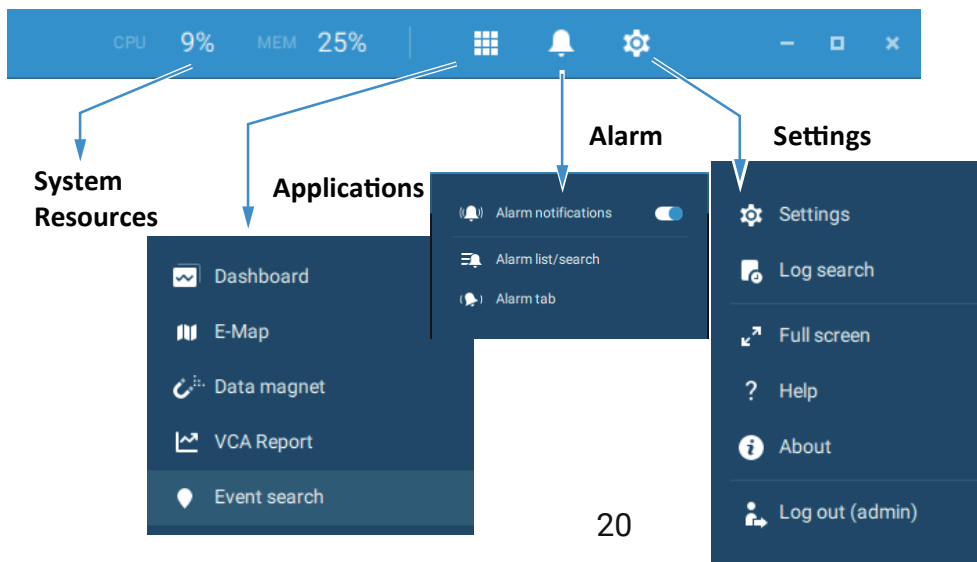 CPU 9% MEM 25%
Alarm
Settings
System
Resources
Applications
Alarm notifications
Alarm list/search
Alarm tab
Dashboard
E-Map
Data magnet
VCA Report
Event search
Settings
Log search
Full screen
? Help
About
Log out (admin)
20